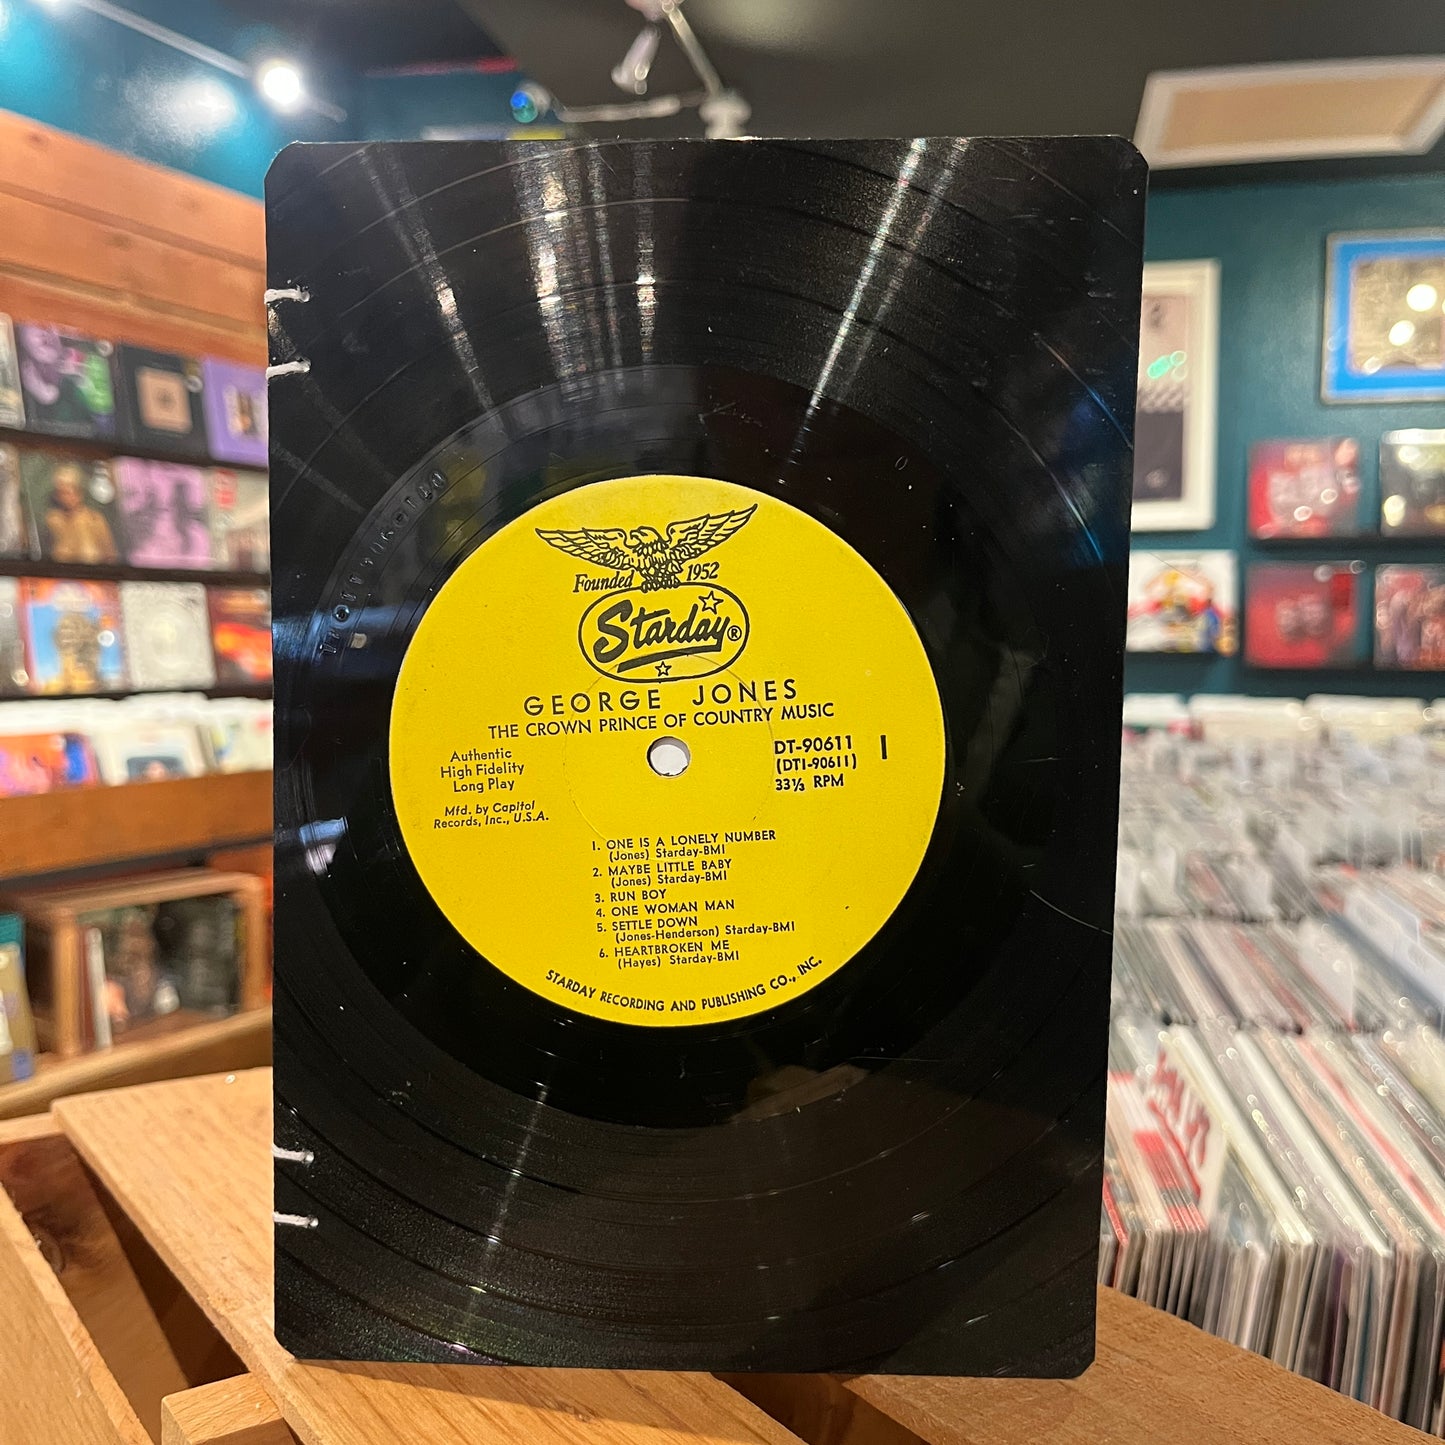 Founded 1952
Starday®
GEORGE JONES
THE CROWN PRINCE OF COUNTRY MUSIC
Authentic
High Fidelity
Long Play
Mfd. by Capitol
Records, Inc., U.S.A.
DT-90611
(DT1-90611)
33⅓ RPM
1
1. ONE IS A LONELY NUMBER
(Jones) Starday-BMI
2. MAYBE LITTLE BABY
(Jones) Starday-BMI
3. RUN BOY
4. ONE WOMAN MAN
5. SETTLE DOWN
(Jones-Henderson) Starday-BMI
6. HEARTBROKEN ME
(Hayes) Starday-BMI
STARDAY RECORDING AND PUBLISHING CO., INC.